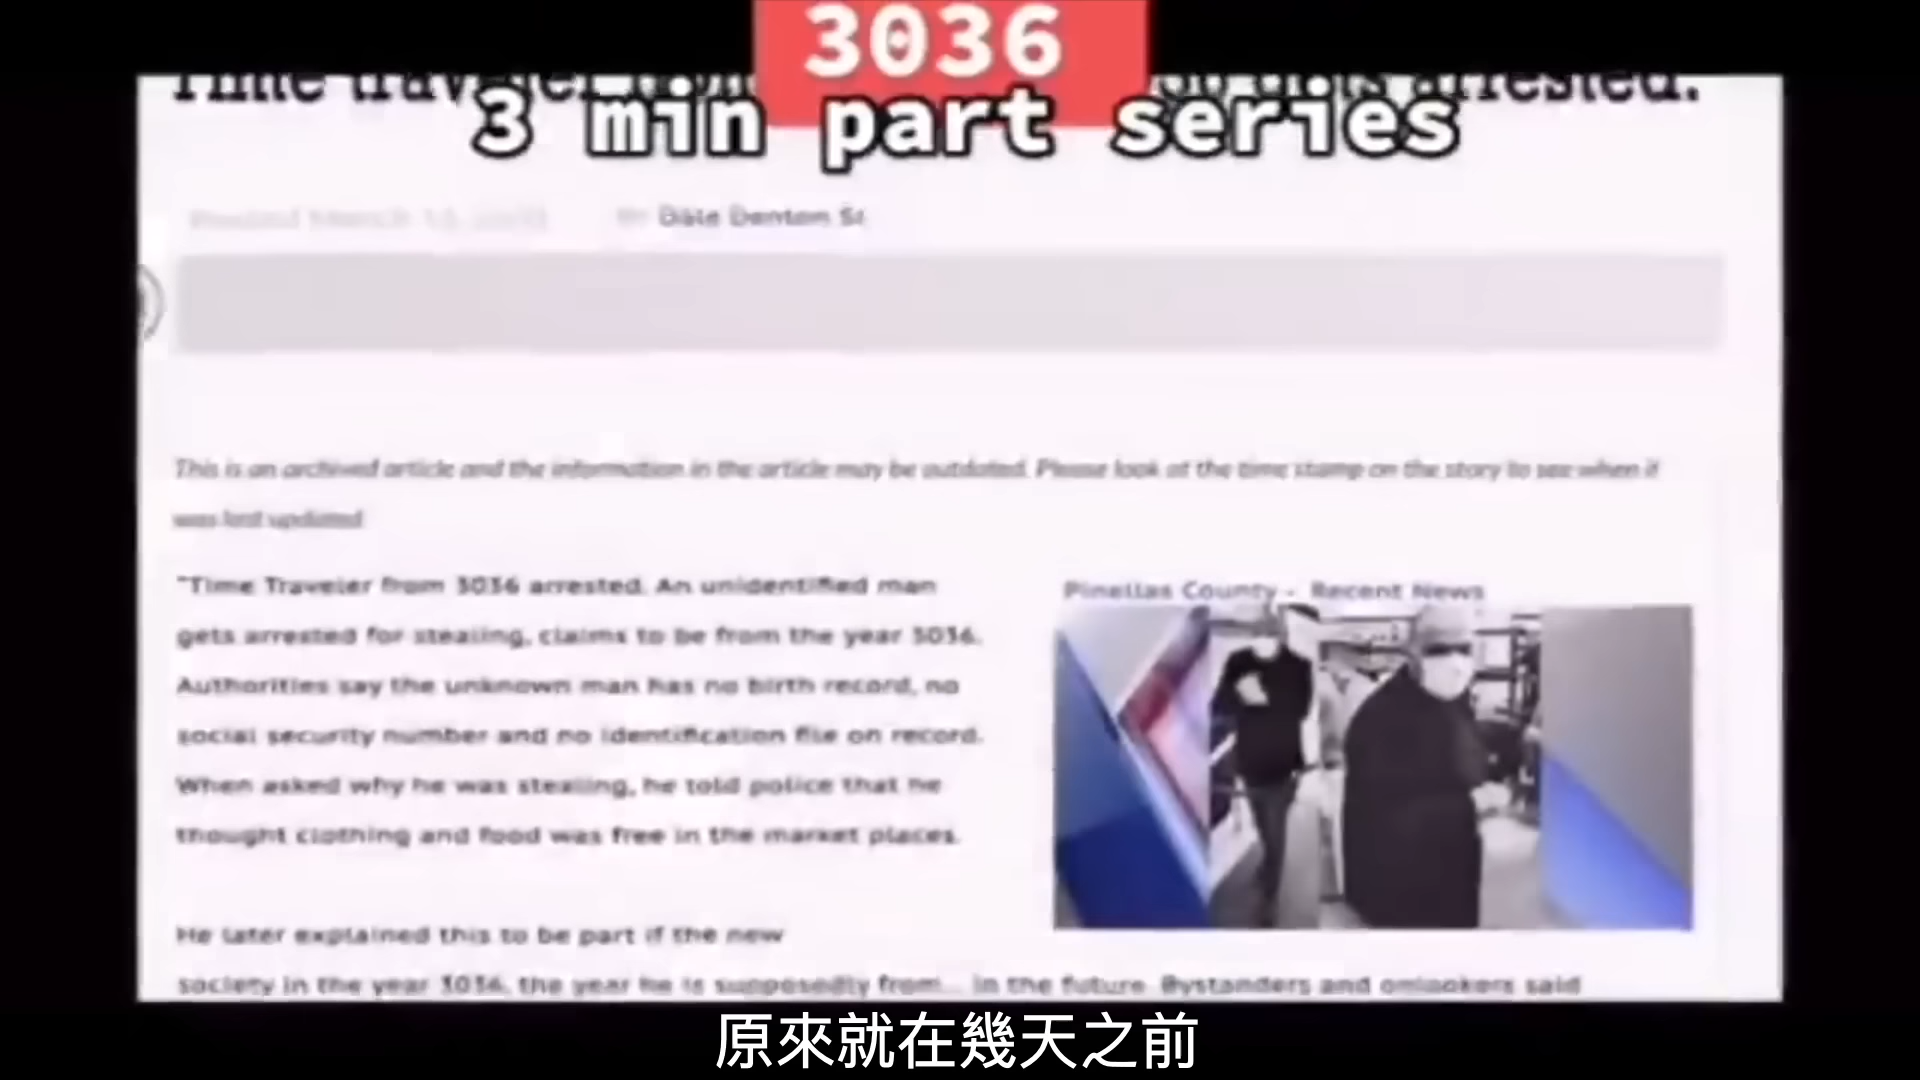 3036
Time traveler arrested.
3 min part series
Dale Denton Sr
This is an archived article and the information in the article may be outdated. Please look at the time stamp on the story to see when it
was last updated
"Time Traveler from 3036 arrested. An unidentified man
gets arrested for stealing, claims to be from the year 3036.
Authorities say the unknown man has no birth record, no
social security number and no identification file on record.
When asked why he was stealing, he told police that he
thought clothing and food was free in the market places.
Pinellas County - Recent News
He later explained this to be part if the new
society in the year 3036, the year he is supposedly from... in the future. Bystanders and onlookers said
原來就在幾天之前